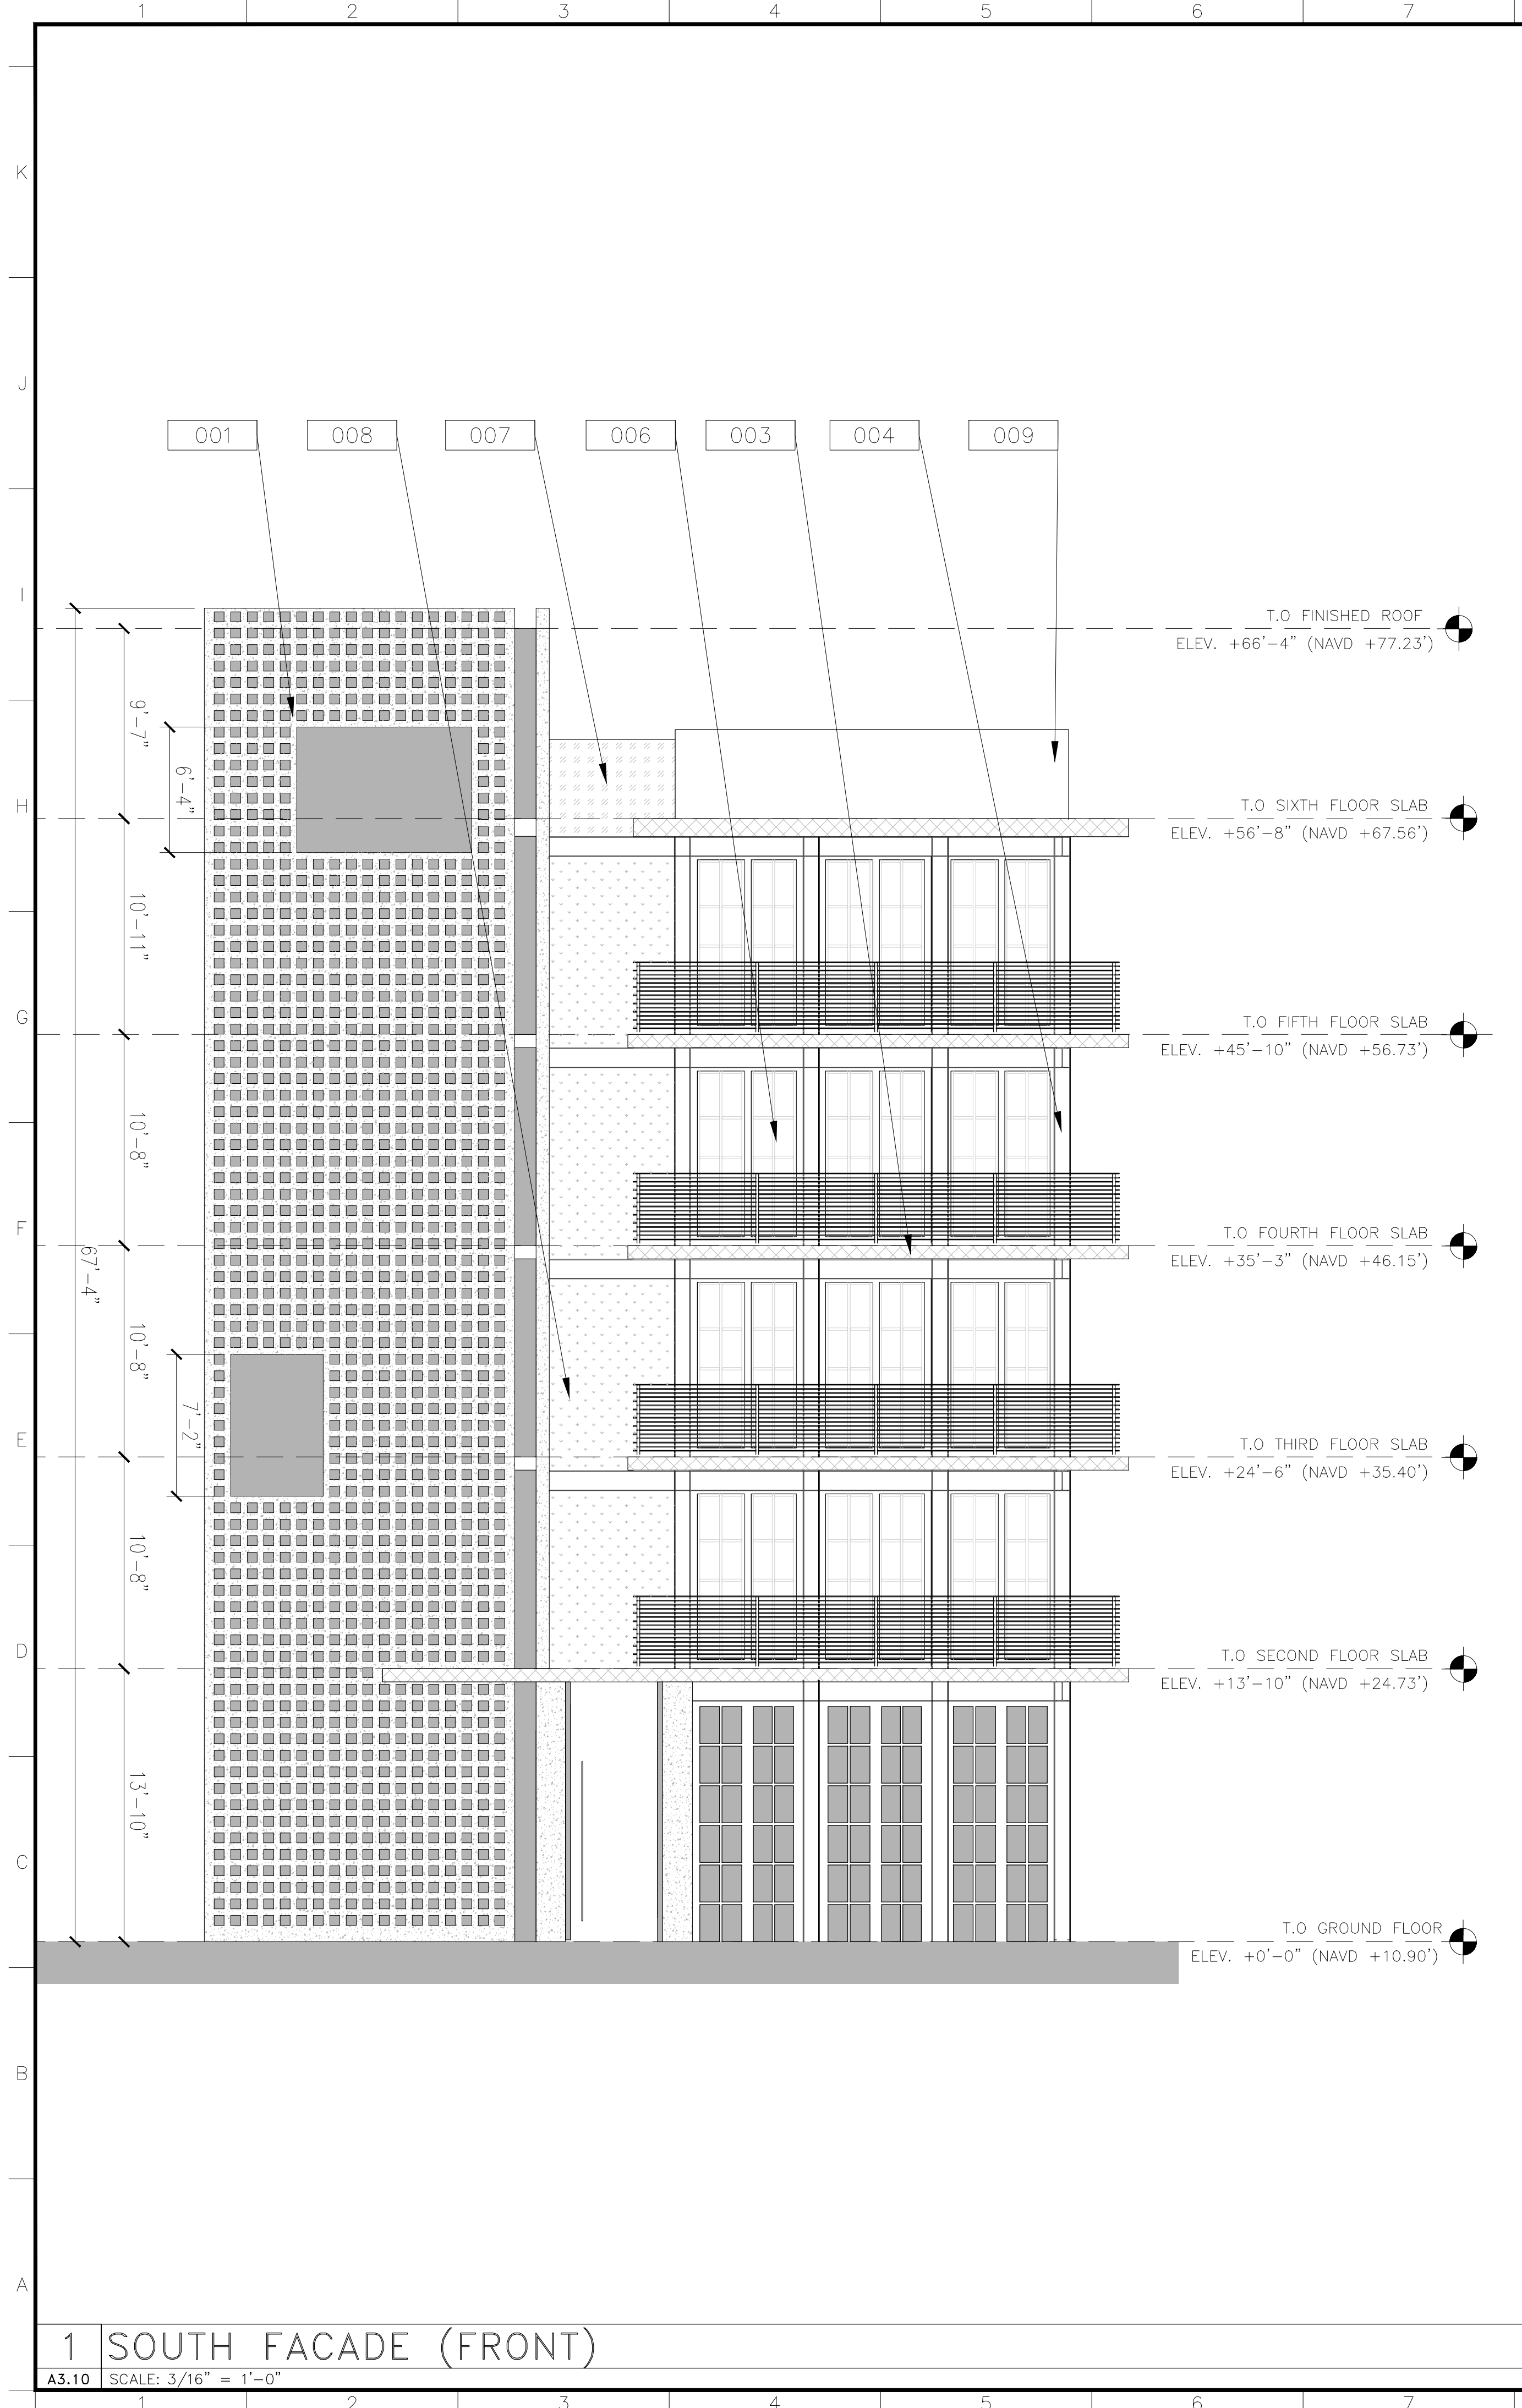 1 2 3 4 5 6 7
K
J
001 008 007 006 003 004 009
I
T.O FINISHED ROOF
ELEV. +66'-4" (NAVD +77.23')
9'-7"
6'-4"
H
T.O SIXTH FLOOR SLAB
ELEV. +56'-8" (NAVD +67.56')
10'-11"
G
T.O FIFTH FLOOR SLAB
ELEV. +45'-10" (NAVD +56.73')
10'-8"
F
T.O FOURTH FLOOR SLAB
ELEV. +35'-3" (NAVD +46.15')
67'-4"
10'-8"
7'-2"
E
T.O THIRD FLOOR SLAB
ELEV. +24'-6" (NAVD +35.40')
10'-8"
D
T.O SECOND FLOOR SLAB
ELEV. +13'-10" (NAVD +24.73')
13'-10"
C
T.O GROUND FLOOR
ELEV. +0'-0" (NAVD +10.90')
B
A
1 SOUTH FACADE (FRONT)
A3.10 SCALE: 3/16" = 1'-0"
1 2 3 4 5 6 7